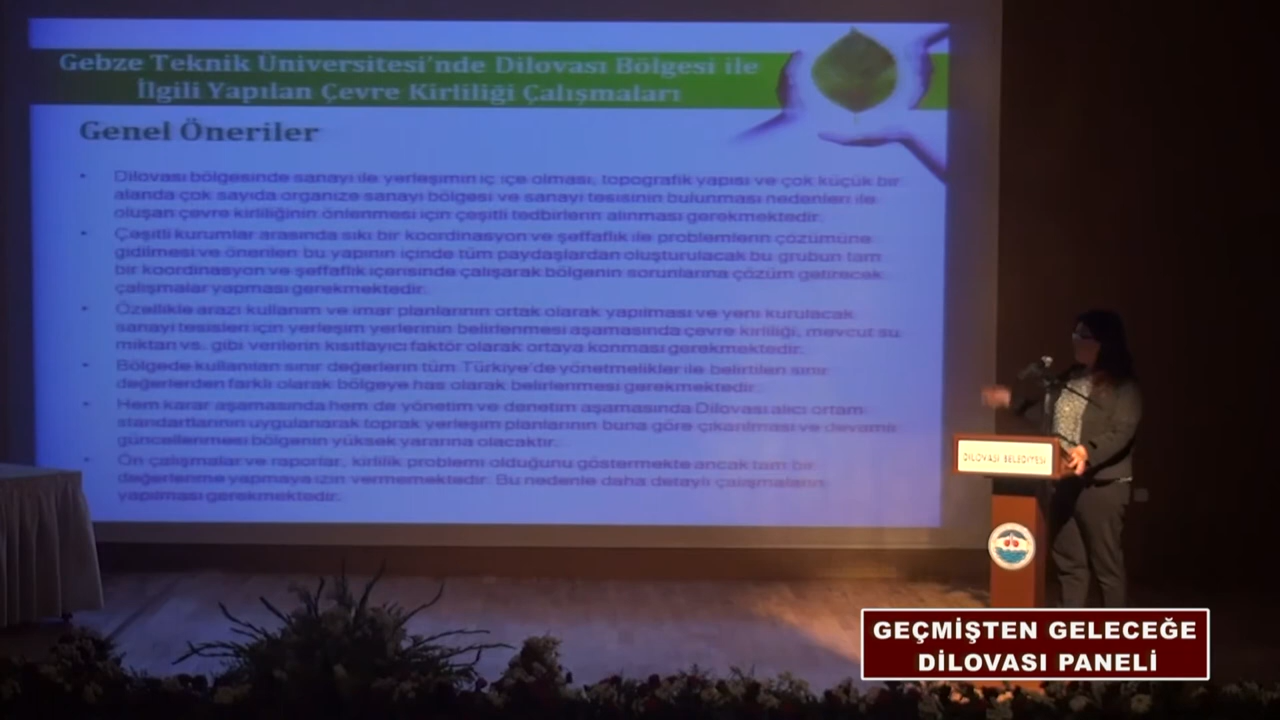 Gebze Teknik Üniversitesi'nde Dilovası Bölgesi ile
İlgili Yapılan Çevre Kirliliği Çalışmaları
Genel Öneriler
• Dilovası bölgesinde sanayi ile yerleşimin iç içe olması, topografik yapısı ve çok küçük bir
alanda çok sayıda organize sanayi bölgesi ve sanayi tesisinin bulunması nedenleri ile
oluşan çevre kirliliğinin önlenmesi için çeşitli tedbirlerin alınması gerekmektedir.
• Çeşitli kurumlar arasında sıkı bir koordinasyon ve şeffaflık ile problemlerin çözümüne
gidilmesi ve önerilen bu yapının içinde tüm paydaşlardan oluşturulacak bu grubun tam
bir koordinasyon ve şeffaflık içerisinde çalışarak bölgenin sorunlarına çözüm getirecek
çalışmalar yapması gerekmektedir.
• Özellikle arazi kullanım ve imar planlarının ortak olarak yapılması ve yeni kurulacak
sanayi tesisleri için yerleşim yerlerinin belirlenmesi aşamasında çevre kirliliği, mevcut su
miktarı vs. gibi verilerin kısıtlayıcı faktör olarak ortaya konması gerekmektedir.
• Bölgede kullanılan sınır değerlerin tüm Türkiye'de yönetmelikler ile belirtilen sınır
değerlerden farklı olarak bölgeye has olarak belirlenmesi gerekmektedir.
• Hem karar aşamasında hem de yönetim ve denetim aşamasında Dilovası alıcı ortam
standartlarının uygulanarak toprak yerleşim planlarının buna göre çıkarılması ve devamlı
güncellenmesi bölgenin yüksek yararına olacaktır.
• Ön çalışmalar ve raporlar, kirlilik problemi olduğunu göstermekte ancak tam bir
değerlenme yapmaya izin vermemektedir. Bu nedenle daha detaylı çalışmaların
yapılması gerekmektedir.
DİLOVASI BELEDİYESİ
GEÇMİŞTEN GELECEĞE
DİLOVASI PANELİ